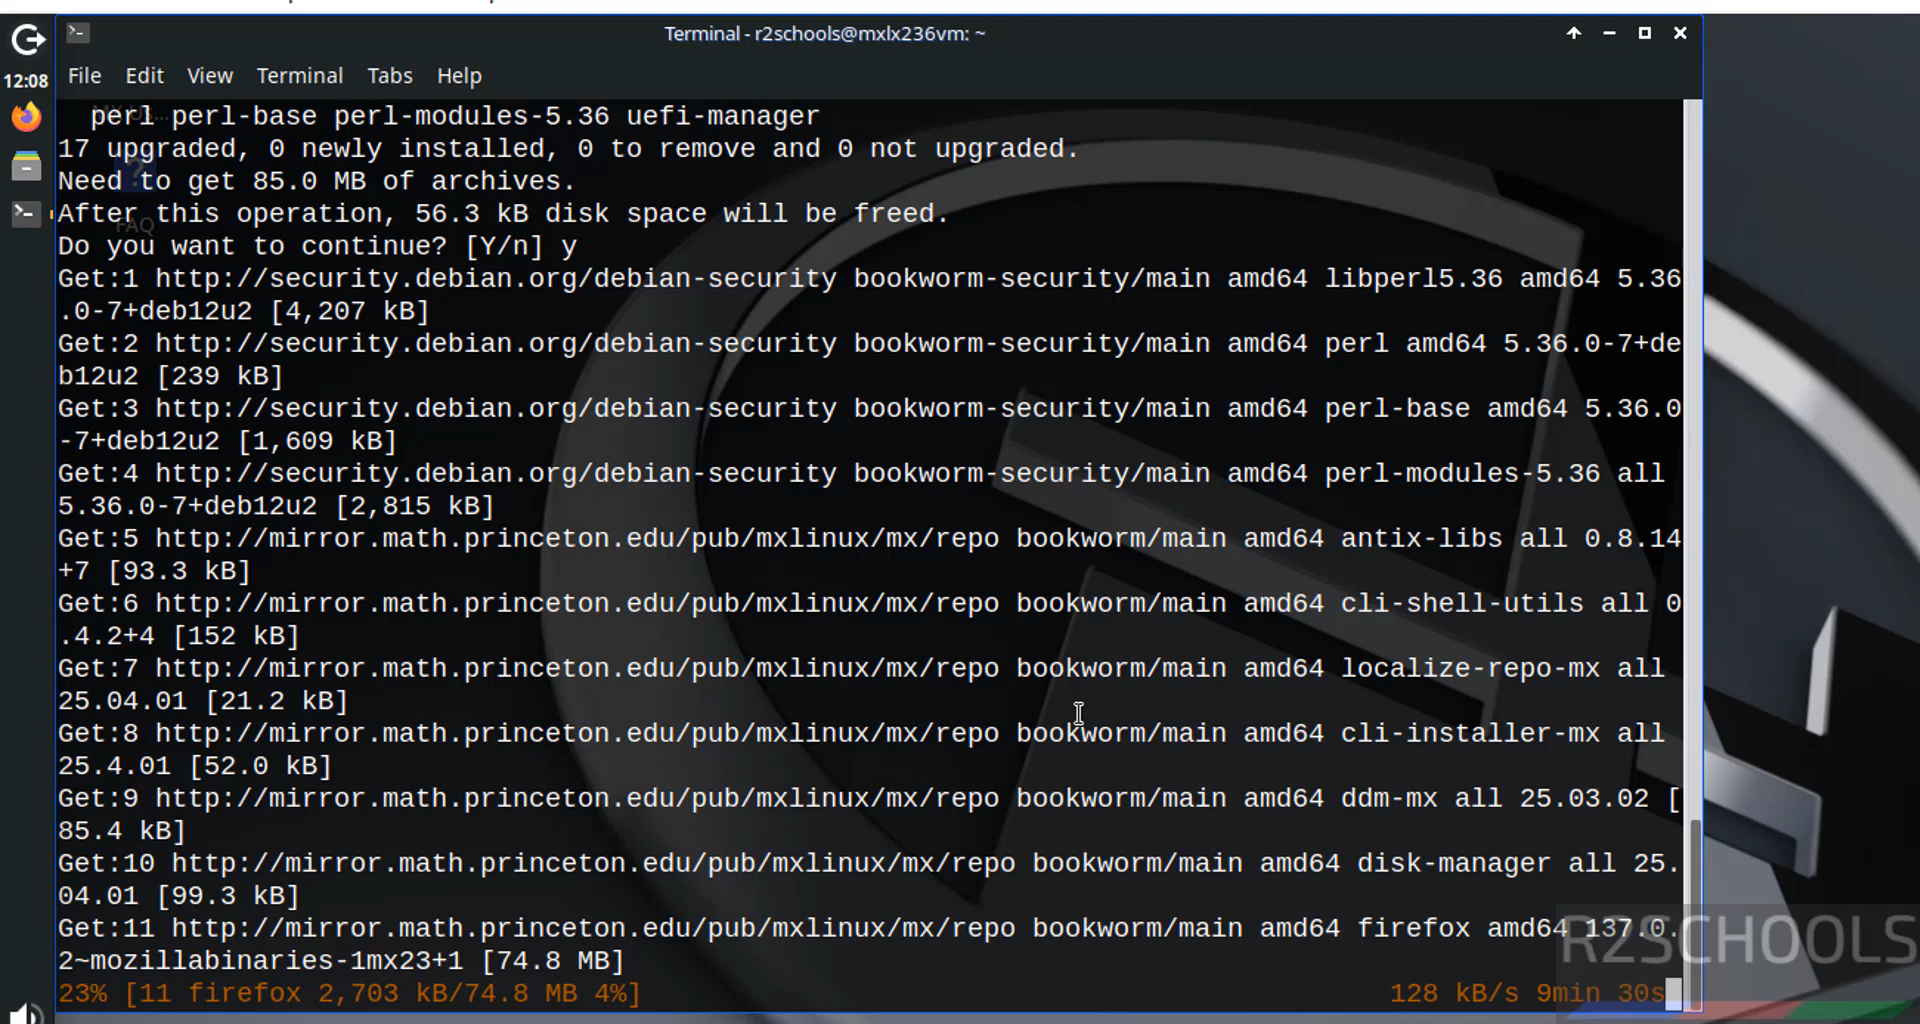 Terminal - r2schools@mxlx236vm: ~
File Edit View Terminal Tabs Help
12:08
FAQ
perl perl-base perl-modules-5.36 uefi-manager
17 upgraded, 0 newly installed, 0 to remove and 0 not upgraded.
Need to get 85.0 MB of archives.
After this operation, 56.3 kB disk space will be freed.
Do you want to continue? [Y/n] y
Get:1 http://security.debian.org/debian-security bookworm-security/main amd64 libperl5.36 amd64 5.36
.0-7+deb12u2 [4,207 kB]
Get:2 http://security.debian.org/debian-security bookworm-security/main amd64 perl amd64 5.36.0-7+de
b12u2 [239 kB]
Get:3 http://security.debian.org/debian-security bookworm-security/main amd64 perl-base amd64 5.36.0
-7+deb12u2 [1,609 kB]
Get:4 http://security.debian.org/debian-security bookworm-security/main amd64 perl-modules-5.36 all
5.36.0-7+deb12u2 [2,815 kB]
Get:5 http://mirror.math.princeton.edu/pub/mxlinux/mx/repo bookworm/main amd64 antix-libs all 0.8.14
+7 [93.3 kB]
Get:6 http://mirror.math.princeton.edu/pub/mxlinux/mx/repo bookworm/main amd64 cli-shell-utils all 0
.4.2+4 [152 kB]
Get:7 http://mirror.math.princeton.edu/pub/mxlinux/mx/repo bookworm/main amd64 localize-repo-mx all
25.04.01 [21.2 kB]
Get:8 http://mirror.math.princeton.edu/pub/mxlinux/mx/repo bookworm/main amd64 cli-installer-mx all
25.4.01 [52.0 kB]
Get:9 http://mirror.math.princeton.edu/pub/mxlinux/mx/repo bookworm/main amd64 ddm-mx all 25.03.02 [
85.4 kB]
Get:10 http://mirror.math.princeton.edu/pub/mxlinux/mx/repo bookworm/main amd64 disk-manager all 25.
04.01 [99.3 kB]
Get:11 http://mirror.math.princeton.edu/pub/mxlinux/mx/repo bookworm/main amd64 firefox amd64 137.0.
2~mozillabinaries-1mx23+1 [74.8 MB]
23% [11 firefox 2,703 kB/74.8 MB 4%] 128 kB/s 9min 30s
R2SCHOOLS